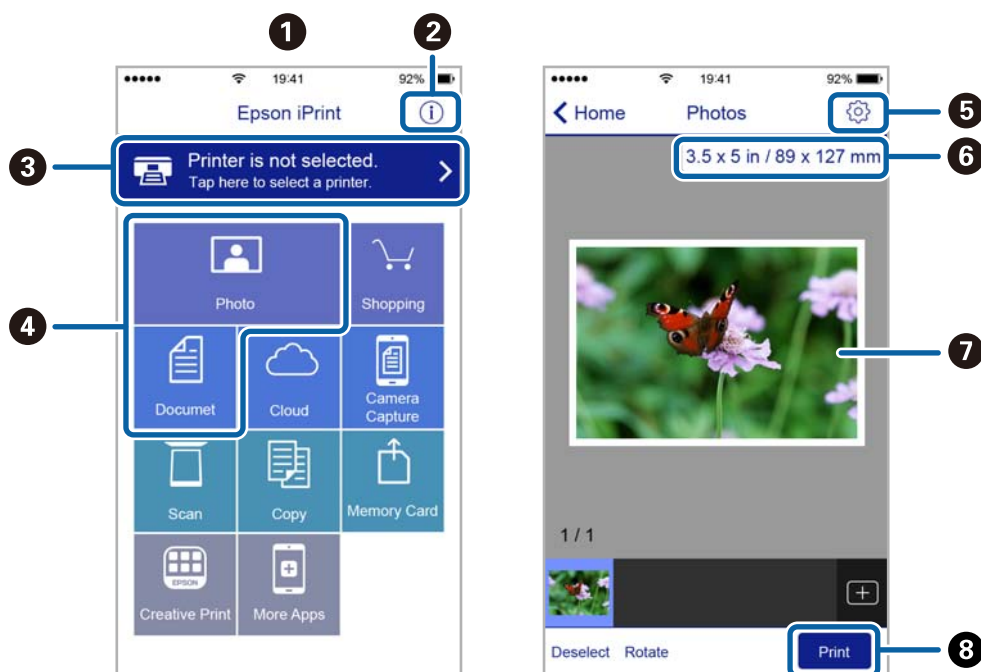 1
2
19:41
92%
Epson iPrint
3
Printer is not selected.
Tap here to select a printer.
4
Photo
Shopping
Documet
Cloud
Camera
Capture
Scan
Copy
Memory Card
EPSON
Creative Print
More Apps
19:41
92%
Home
Photos
5
3.5 x 5 in / 89 x 127 mm
6
7
1 / 1
Deselect
Rotate
Print
8